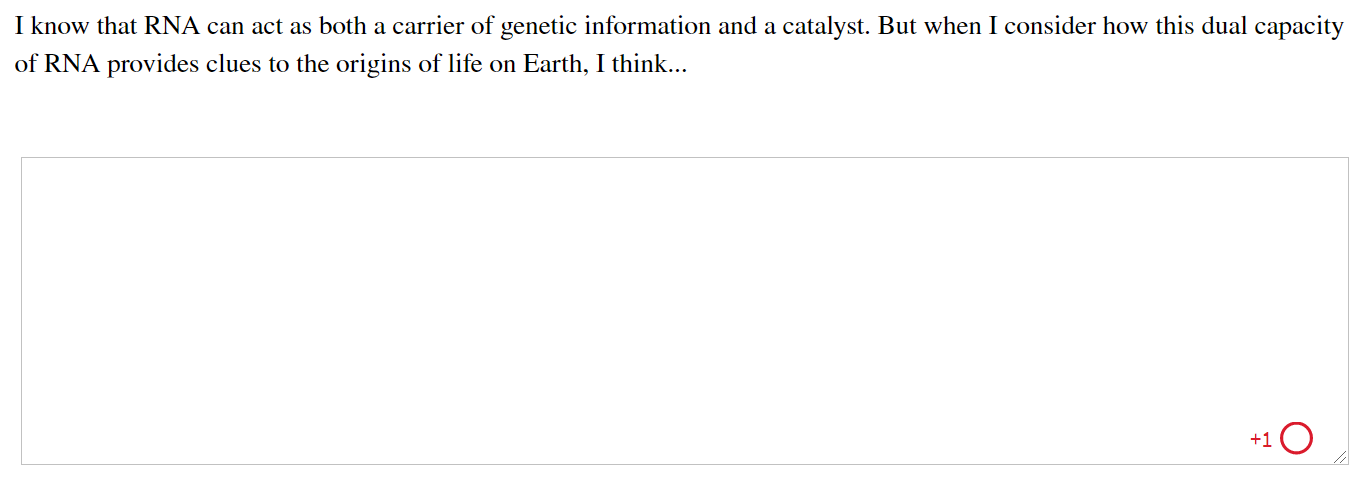 I know that RNA can act as both a carrier of genetic information and a catalyst. But when I consider how this dual capacity
of RNA provides clues to the origins of life on Earth, I think...
+1